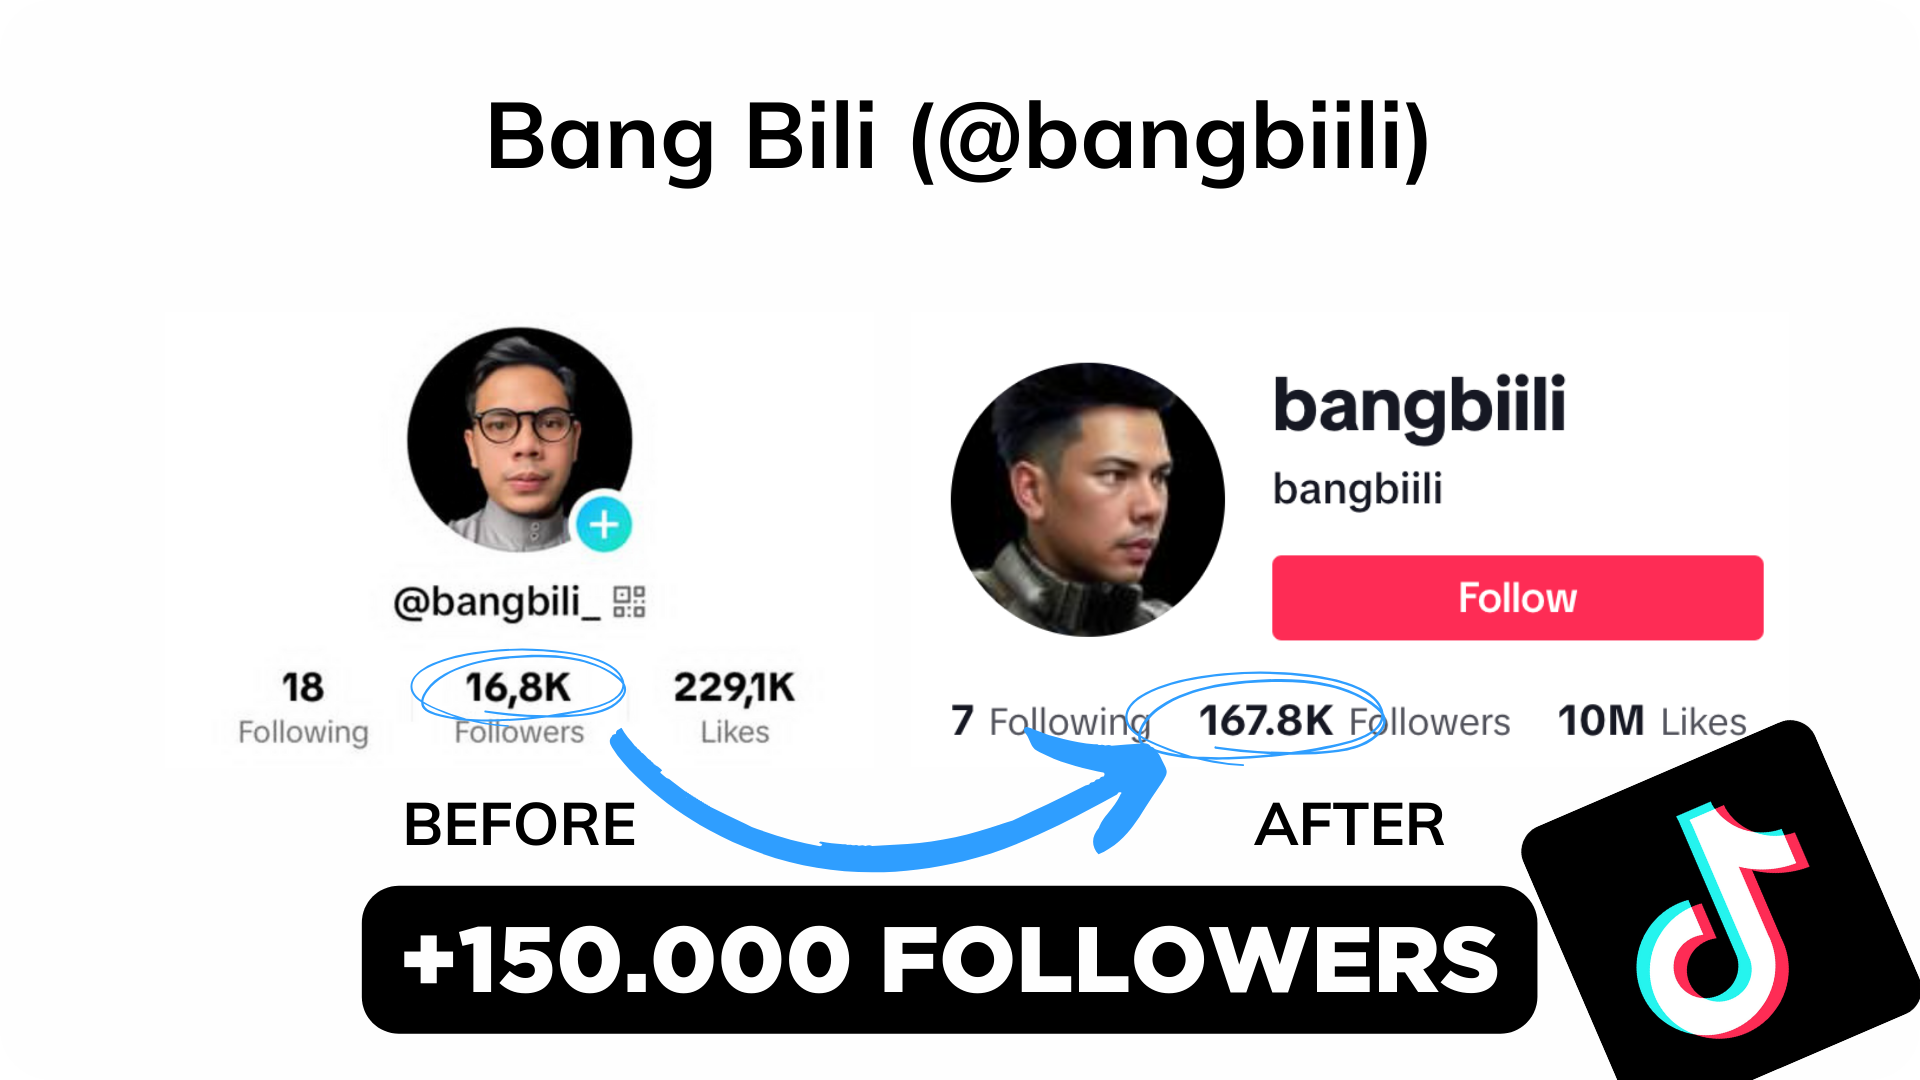 Bang Bili (@bangbiili)
@bangbili_
18 16,8K 229,1K
Following Followers Likes
BEFORE
bangbiili
bangbiili
Follow
7 Following 167.8K Followers 10M Likes
AFTER
+150.000 FOLLOWERS